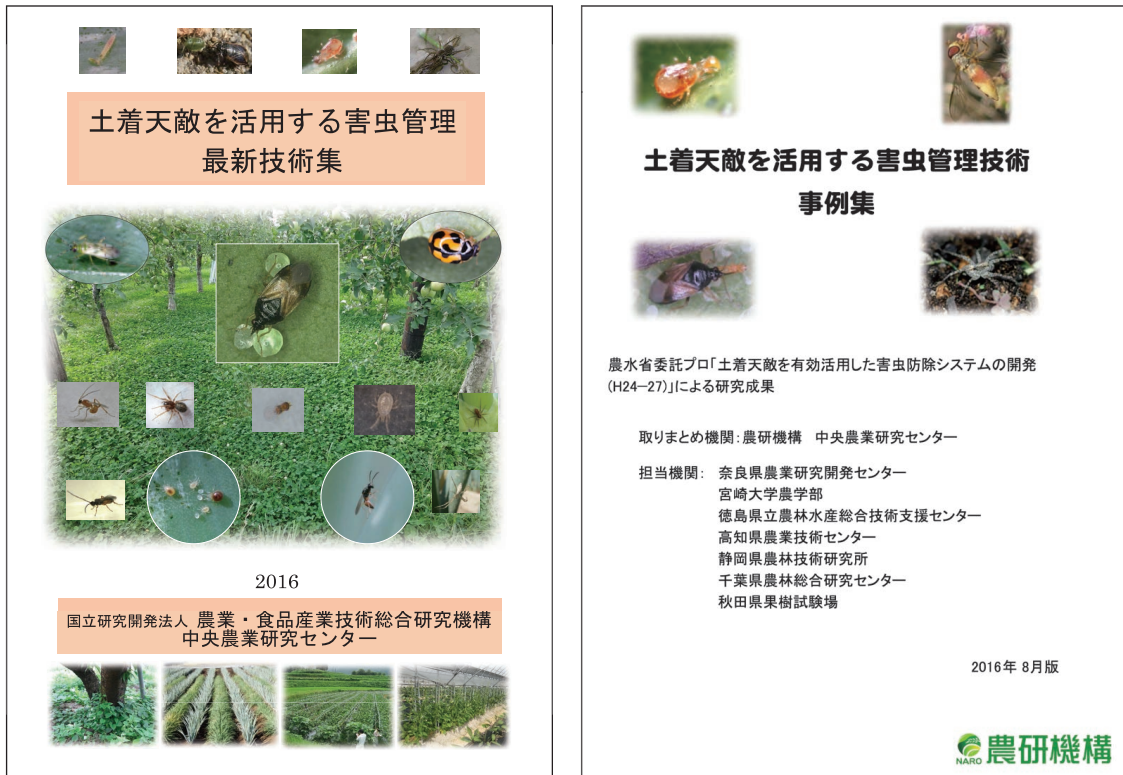 土着天敵を活用する害虫管理
最新技術集
2016
国立研究開発法人 農業・食品産業技術総合研究機構
中央農業研究センター
土着天敵を活用する害虫管理技術
事例集
農水省委託プロ「土着天敵を有効活用した害虫防除システムの開発
(H24-27)」による研究成果
取りまとめ機関:農研機構 中央農業研究センター
担当機関: 奈良県農業研究開発センター
宮崎大学農学部
徳島県立農林水産総合技術支援センター
高知県農業技術センター
静岡県農林技術研究所
千葉県農林総合研究センター
秋田県果樹試験場
2016年 8月版
NARO 農研機構